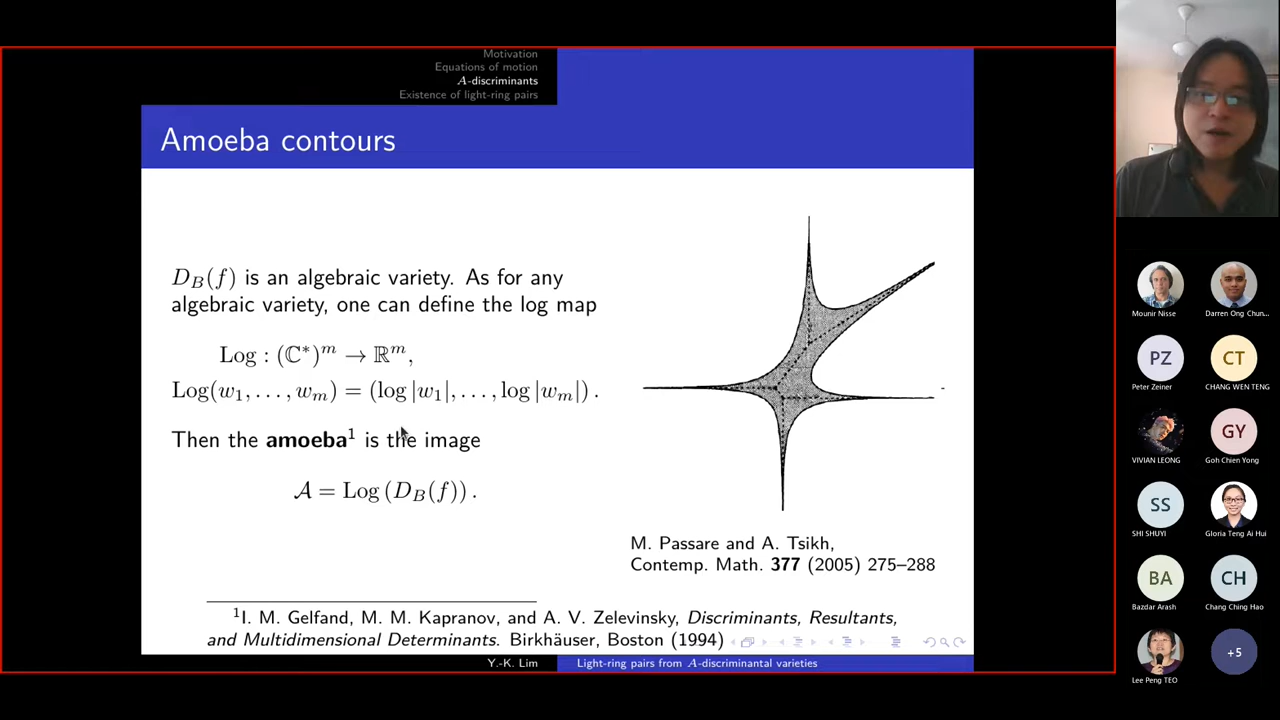 Motivation
Equations of motion
A-discriminants
Existence of light-ring pairs
Amoeba contours
D_B(f) is an algebraic variety. As for any
algebraic variety, one can define the log map
Log : (ℂ*)^m → ℝ^m,
Log(w_1, . . . , w_m) = (log |w_1|, . . . , log |w_m|) .
Then the amoeba¹ is the image
𝒜 = Log (D_B(f)) .
M. Passare and A. Tsikh,
Contemp. Math. 377 (2005) 275–288
¹I. M. Gelfand, M. M. Kapranov, and A. V. Zelevinsky, Discriminants, Resultants,
and Multidimensional Determinants. Birkhäuser, Boston (1994)
Y.-K. Lim
Light-ring pairs from A-discriminantal varieties
Mounir Nisse
Darren Ong Chun...
PZ
CT
Peter Zeiner
CHANG WEN TENG
GY
VIVIAN LEONG
Goh Chien Yong
SS
SHI SHUYI
Gloria Teng Ai Hui
BA
CH
Bazdar Arash
Chang Ching Hao
+5
Lee Peng TEO